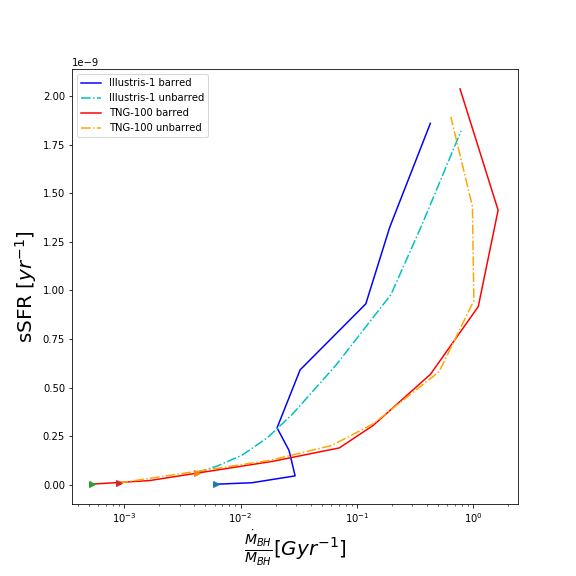 1e−9
Illustris-1 barred
Illustris-1 unbarred
TNG-100 barred
TNG-100 unbarred
2.00
1.75
1.50
1.25
1.00
0.75
0.50
0.25
0.00
sSFR [yr⁻¹]
10⁻³ 10⁻² 10⁻¹ 10⁰
Ṁ_BH/M_BH [Gyr⁻¹]